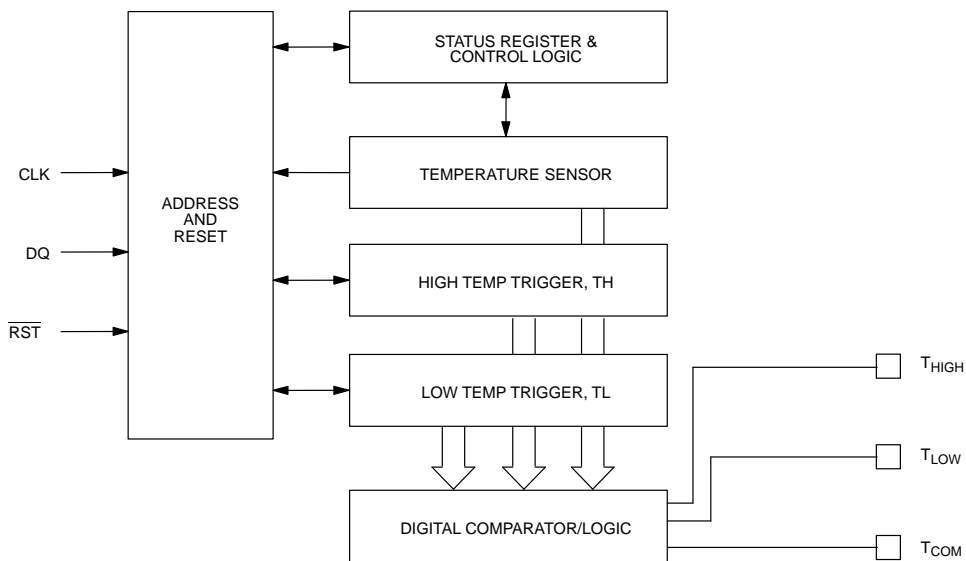 STATUS REGISTER &
CONTROL LOGIC
TEMPERATURE SENSOR
CLK
ADDRESS
AND
RESET
DQ
HIGH TEMP TRIGGER, TH
RST
LOW TEMP TRIGGER, TL
THIGH
TLOW
DIGITAL COMPARATOR/LOGIC
TCOM